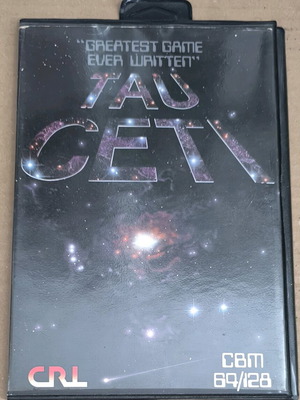 "GREATEST GAME
EVER WRITTEN"
TAU
CETI
CRL
CBM
64/128